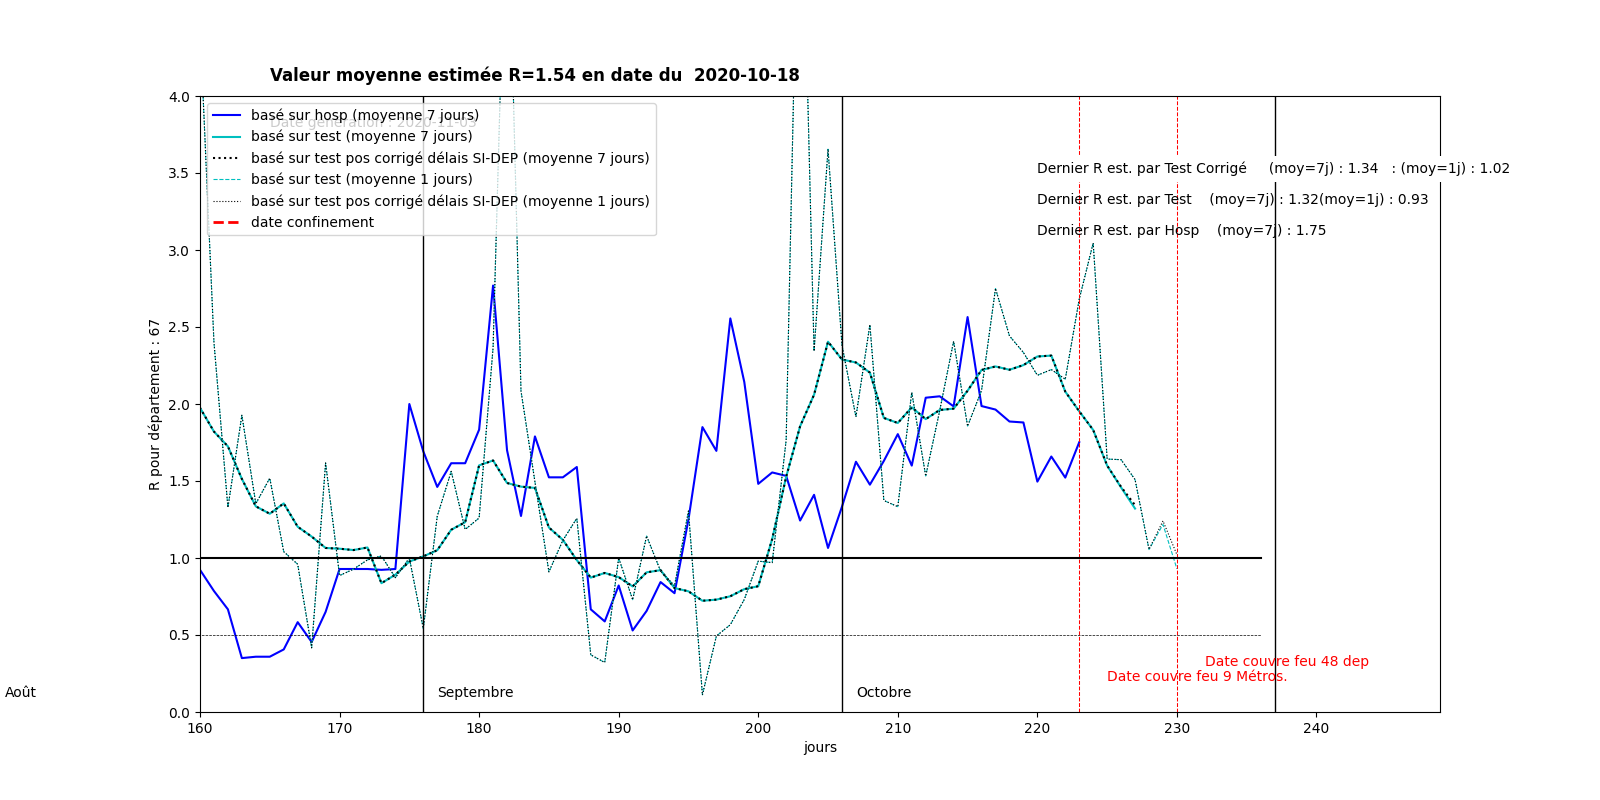 Valeur moyenne estimée R=1.54 en date du  2020-10-18
Date génération : 2020-11-03
basé sur hosp (moyenne 7 jours)
basé sur test (moyenne 7 jours)
basé sur test pos corrigé délais SI-DEP (moyenne 7 jours)
basé sur test (moyenne 1 jours)
basé sur test pos corrigé délais SI-DEP (moyenne 1 jours)
date confinement
Dernier R est. par Test Corrigé     (moy=7j) : 1.34   : (moy=1j) : 1.02
Dernier R est. par Test    (moy=7j) : 1.32(moy=1j) : 0.93
Dernier R est. par Hosp    (moy=7j) : 1.75
4.0
3.5
3.0
2.5
2.0
1.5
1.0
0.5
0.0
R pour département : 67
Date couvre feu 48 dep
Date couvre feu 9 Métros.
Août
Septembre
Octobre
160 170 180 190 200 210 220 230 240
jours